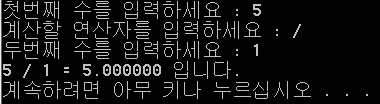 첫번째 수를 입력하세요 : 5
계산할 연산자를 입력하세요 : /
두번째 수를 입력하세요 : 1
5 / 1 = 5.000000 입니다.
계속하려면 아무 키나 누르십시오 . . .